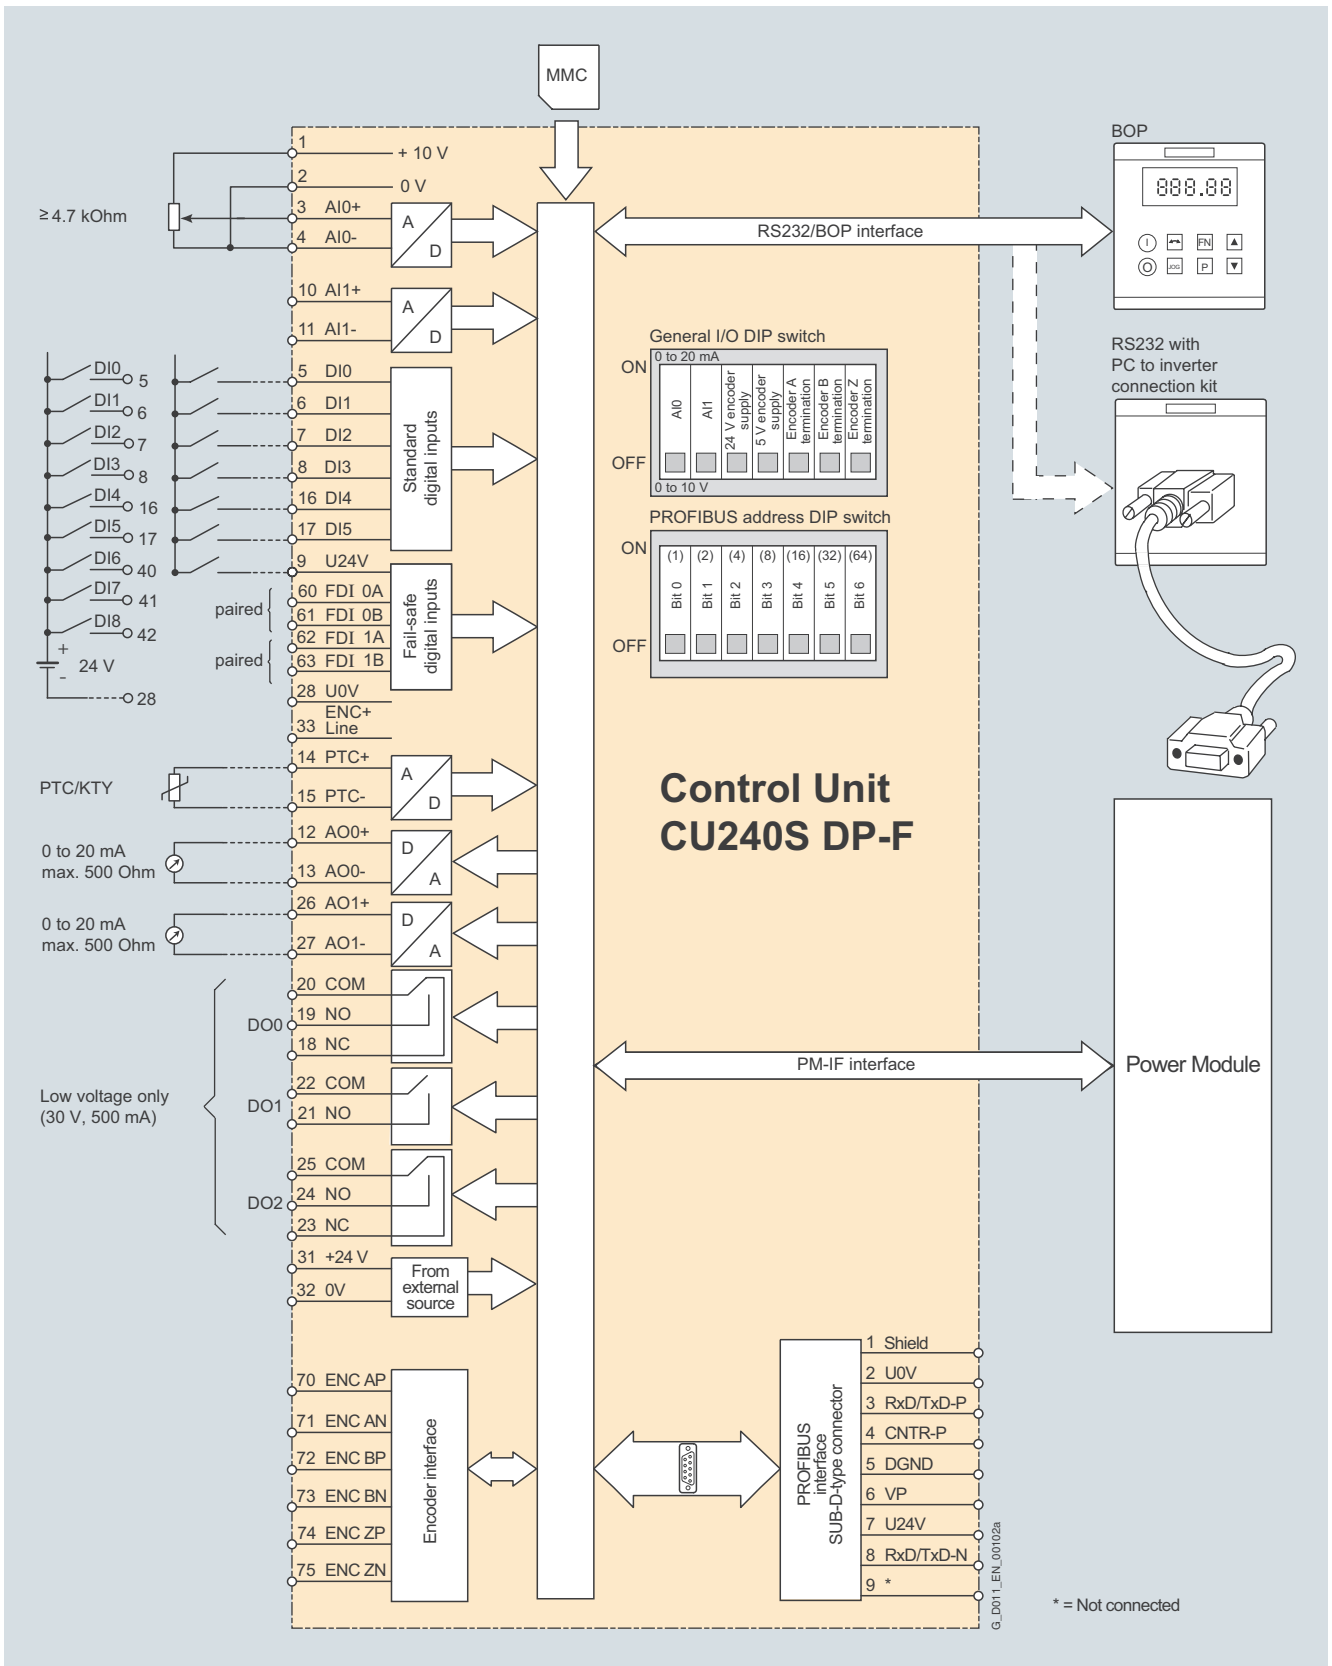 MMC
BOP
888.88
FN
JOG
P
RS232 with
PC to inverter
connection kit
1
+ 10 V
2
0 V
≥ 4.7 kOhm
3 AI0+
4 AI0-
A
D
10 AI1+
11 AI1-
A
D
RS232/BOP interface
General I/O DIP switch
ON
0 to 20 mA
AI0
AI1
24 V encoder
supply
5 V encoder
supply
Encoder A
termination
Encoder B
termination
Encoder Z
termination
OFF
0 to 10 V
PROFIBUS address DIP switch
ON
(1) (2) (4) (8) (16) (32) (64)
Bit 0 Bit 1 Bit 2 Bit 3 Bit 4 Bit 5 Bit 6
OFF
DI0 5
DI1 6
DI2 7
DI3 8
DI4 16
DI5 17
DI6 40
DI7 41
DI8 42
+
24 V
-
28
5 DI0
6 DI1
7 DI2
8 DI3
16 DI4
17 DI5
Standard
digital inputs
9 U24V
paired
60 FDI 0A
61 FDI 0B
paired
62 FDI 1A
63 FDI 1B
Fail-safe
digital inputs
28 U0V
ENC+
33 Line
PTC/KTY
14 PTC+
15 PTC-
A
D
Control Unit
CU240S DP-F
0 to 20 mA
max. 500 Ohm
12 AO0+
13 AO0-
D
A
0 to 20 mA
max. 500 Ohm
26 AO1+
27 AO1-
D
A
Low voltage only
(30 V, 500 mA)
DO0
20 COM
19 NO
18 NC
DO1
22 COM
21 NO
DO2
25 COM
24 NO
23 NC
PM-IF interface
Power Module
31 +24 V
32 0V
From
external
source
70 ENC AP
71 ENC AN
72 ENC BP
73 ENC BN
74 ENC ZP
75 ENC ZN
Encoder interface
PROFIBUS
interface
SUB-D-type connector
1 Shield
2 U0V
3 RxD/TxD-P
4 CNTR-P
5 DGND
6 VP
7 U24V
8 RxD/TxD-N
9 *
G_D011_EN_00102a
* = Not connected